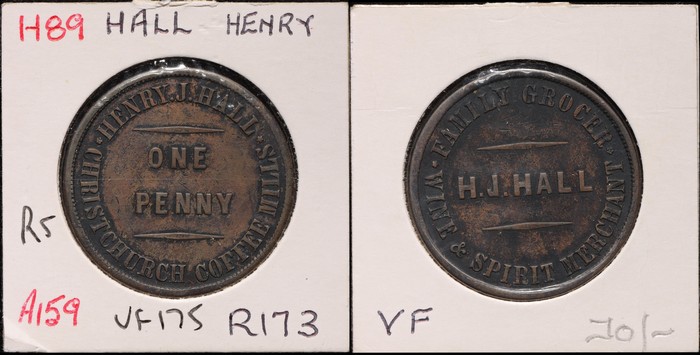 H89 HALL HENRY
·HENRY.J.HALL·
ONE
PENNY
CHRISTCHURCH COFFEE MILLS
R5
A159 VF175 R173
·FAMILY GROCER·
H.J.HALL
WINE & SPIRIT MERCHANT
VF 70/-